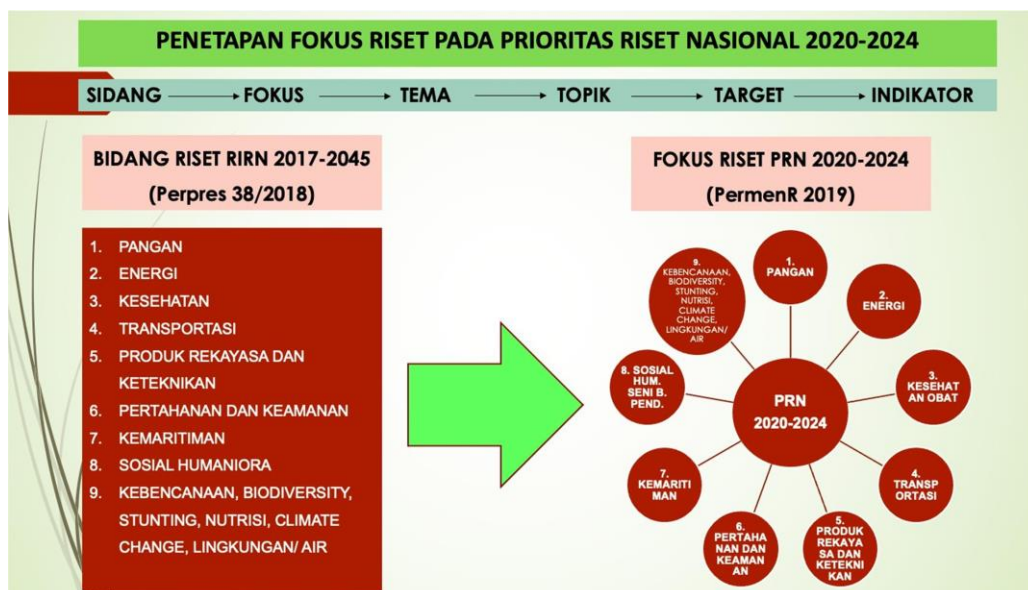 PENETAPAN FOKUS RISET PADA PRIORITAS RISET NASIONAL 2020-2024
SIDANG → FOKUS → TEMA → TOPIK → TARGET → INDIKATOR
BIDANG RISET RIRN 2017-2045
(Perpres 38/2018)
1. PANGAN
2. ENERGI
3. KESEHATAN
4. TRANSPORTASI
5. PRODUK REKAYASA DAN
KETEKNIKAN
6. PERTAHANAN DAN KEAMANAN
7. KEMARITIMAN
8. SOSIAL HUMANIORA
9. KEBENCANAAN, BIODIVERSITY,
STUNTING, NUTRISI, CLIMATE
CHANGE, LINGKUNGAN/ AIR
FOKUS RISET PRN 2020-2024
(PermenR 2019)
PRN
2020-2024
1.
PANGAN
2.
ENERGI
3.
KESEHAT
AN OBAT
4.
TRANSP
ORTASI
5.
PRODUK
REKAYA
SA DAN
KETEKNI
KAN
6.
PERTAHA
NAN DAN
KEAMAN
AN
7.
KEMARITI
MAN
8. SOSIAL
HUM.
SENI B.
PEND.
9.
KEBENCANAAN,
BIODIVERSITY,
STUNTING,
NUTRISI,
CLIMATE
CHANGE,
LINGKUNGAN/
AIR